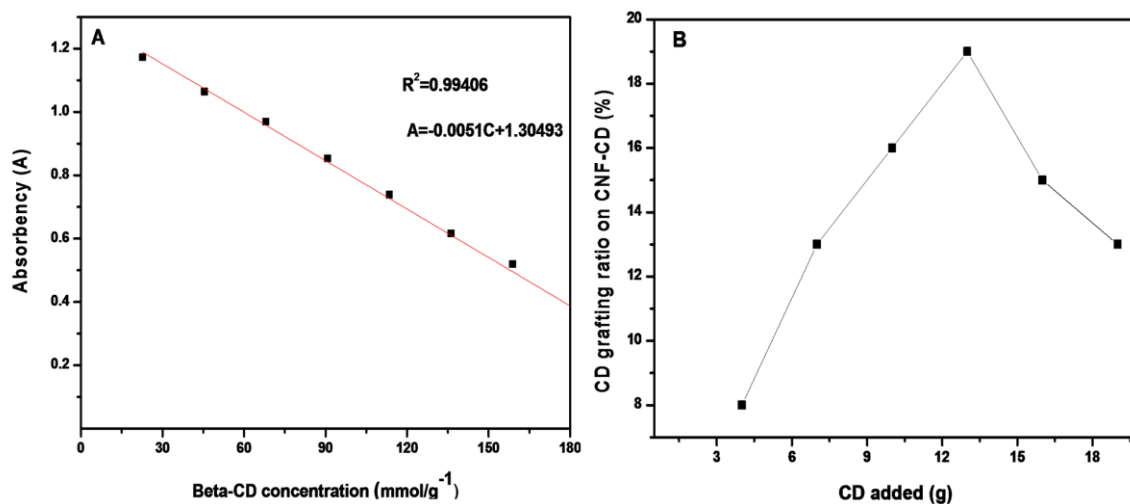 A
R²=0.99406
A=-0.0051C+1.30493
Absorbency (A)
1.2
1.0
0.8
0.6
0.4
0.2
0 30 60 90 120 150 180
Beta-CD concentration (mmol/g⁻¹)
B
CD grafting ratio on CNF-CD (%)
20
18
16
14
12
10
8
3 6 9 12 15 18
CD added (g)